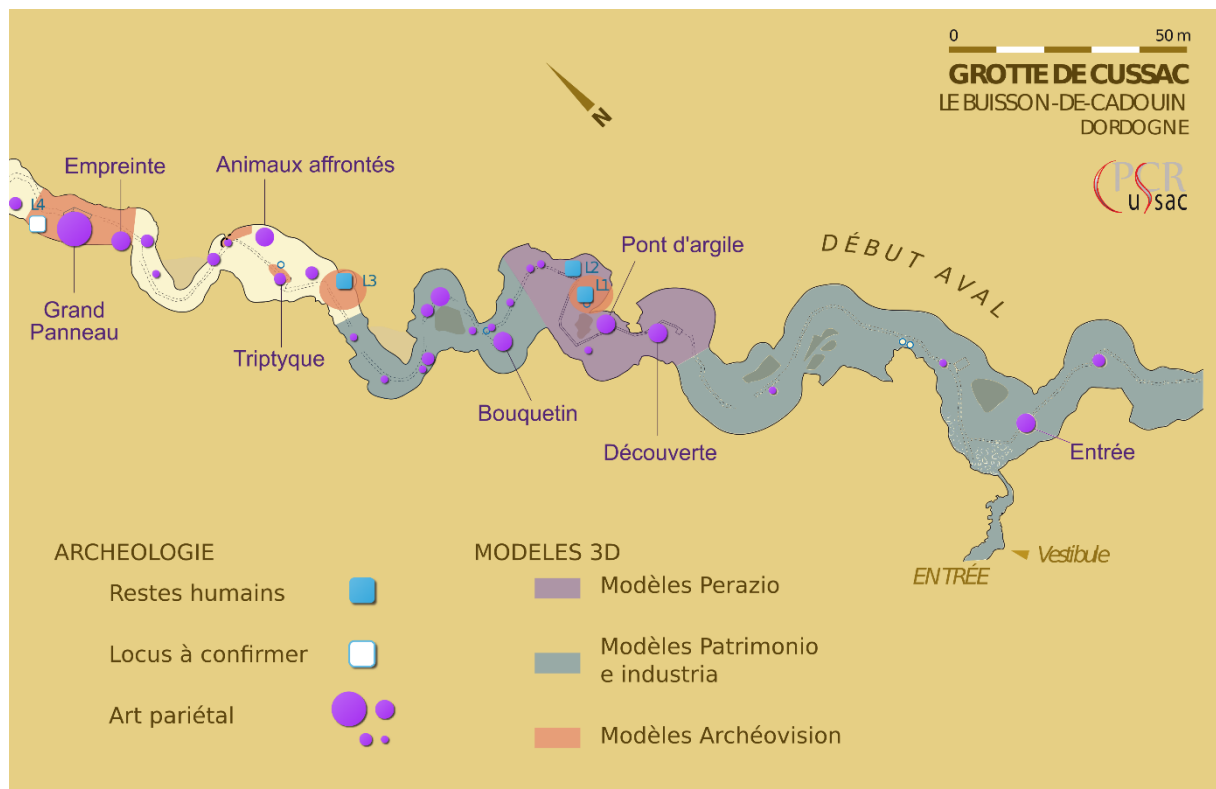 0 50 m
GROTTE DE CUSSAC
LE BUISSON-DE-CADOUIN
DORDOGNE
N
PCR
Cussac
Empreinte
Animaux affrontés
Pont d'argile
DÉBUT AVAL
L4
L3
L2
L1
Grand
Panneau
Triptyque
Bouquetin
Découverte
Entrée
Vestibule
ENTRÉE
ARCHEOLOGIE
Restes humains
Locus à confirmer
Art pariétal
MODELES 3D
Modèles Perazio
Modèles Patrimonio
e industria
Modèles Archéovision